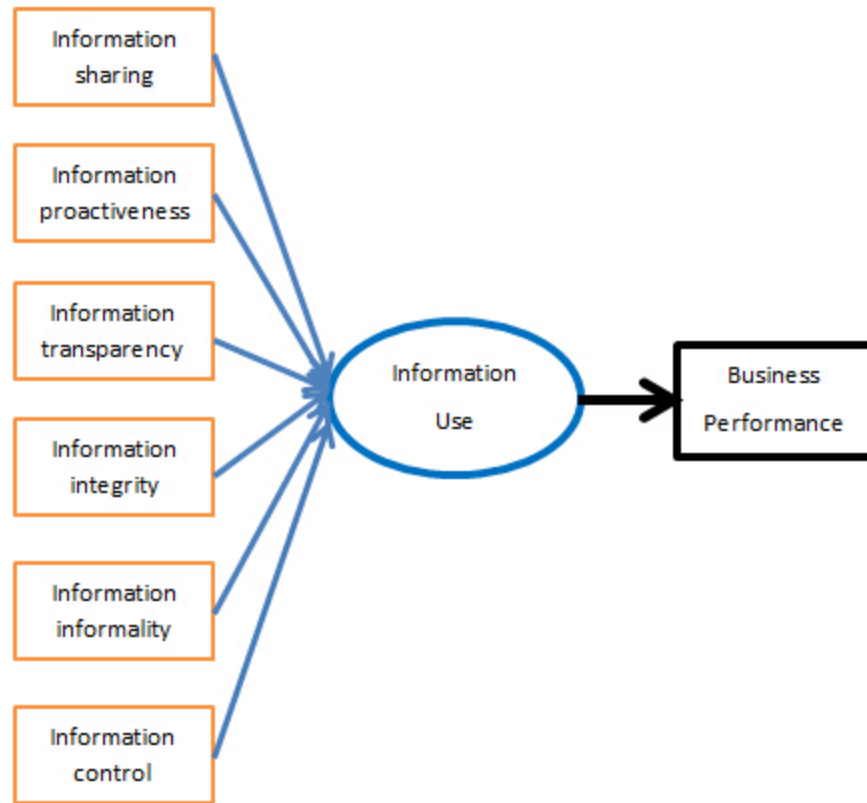 Information
sharing
Information
proactiveness
Information
transparency
Information
integrity
Information
informality
Information
control
Information
Use
Business
Performance